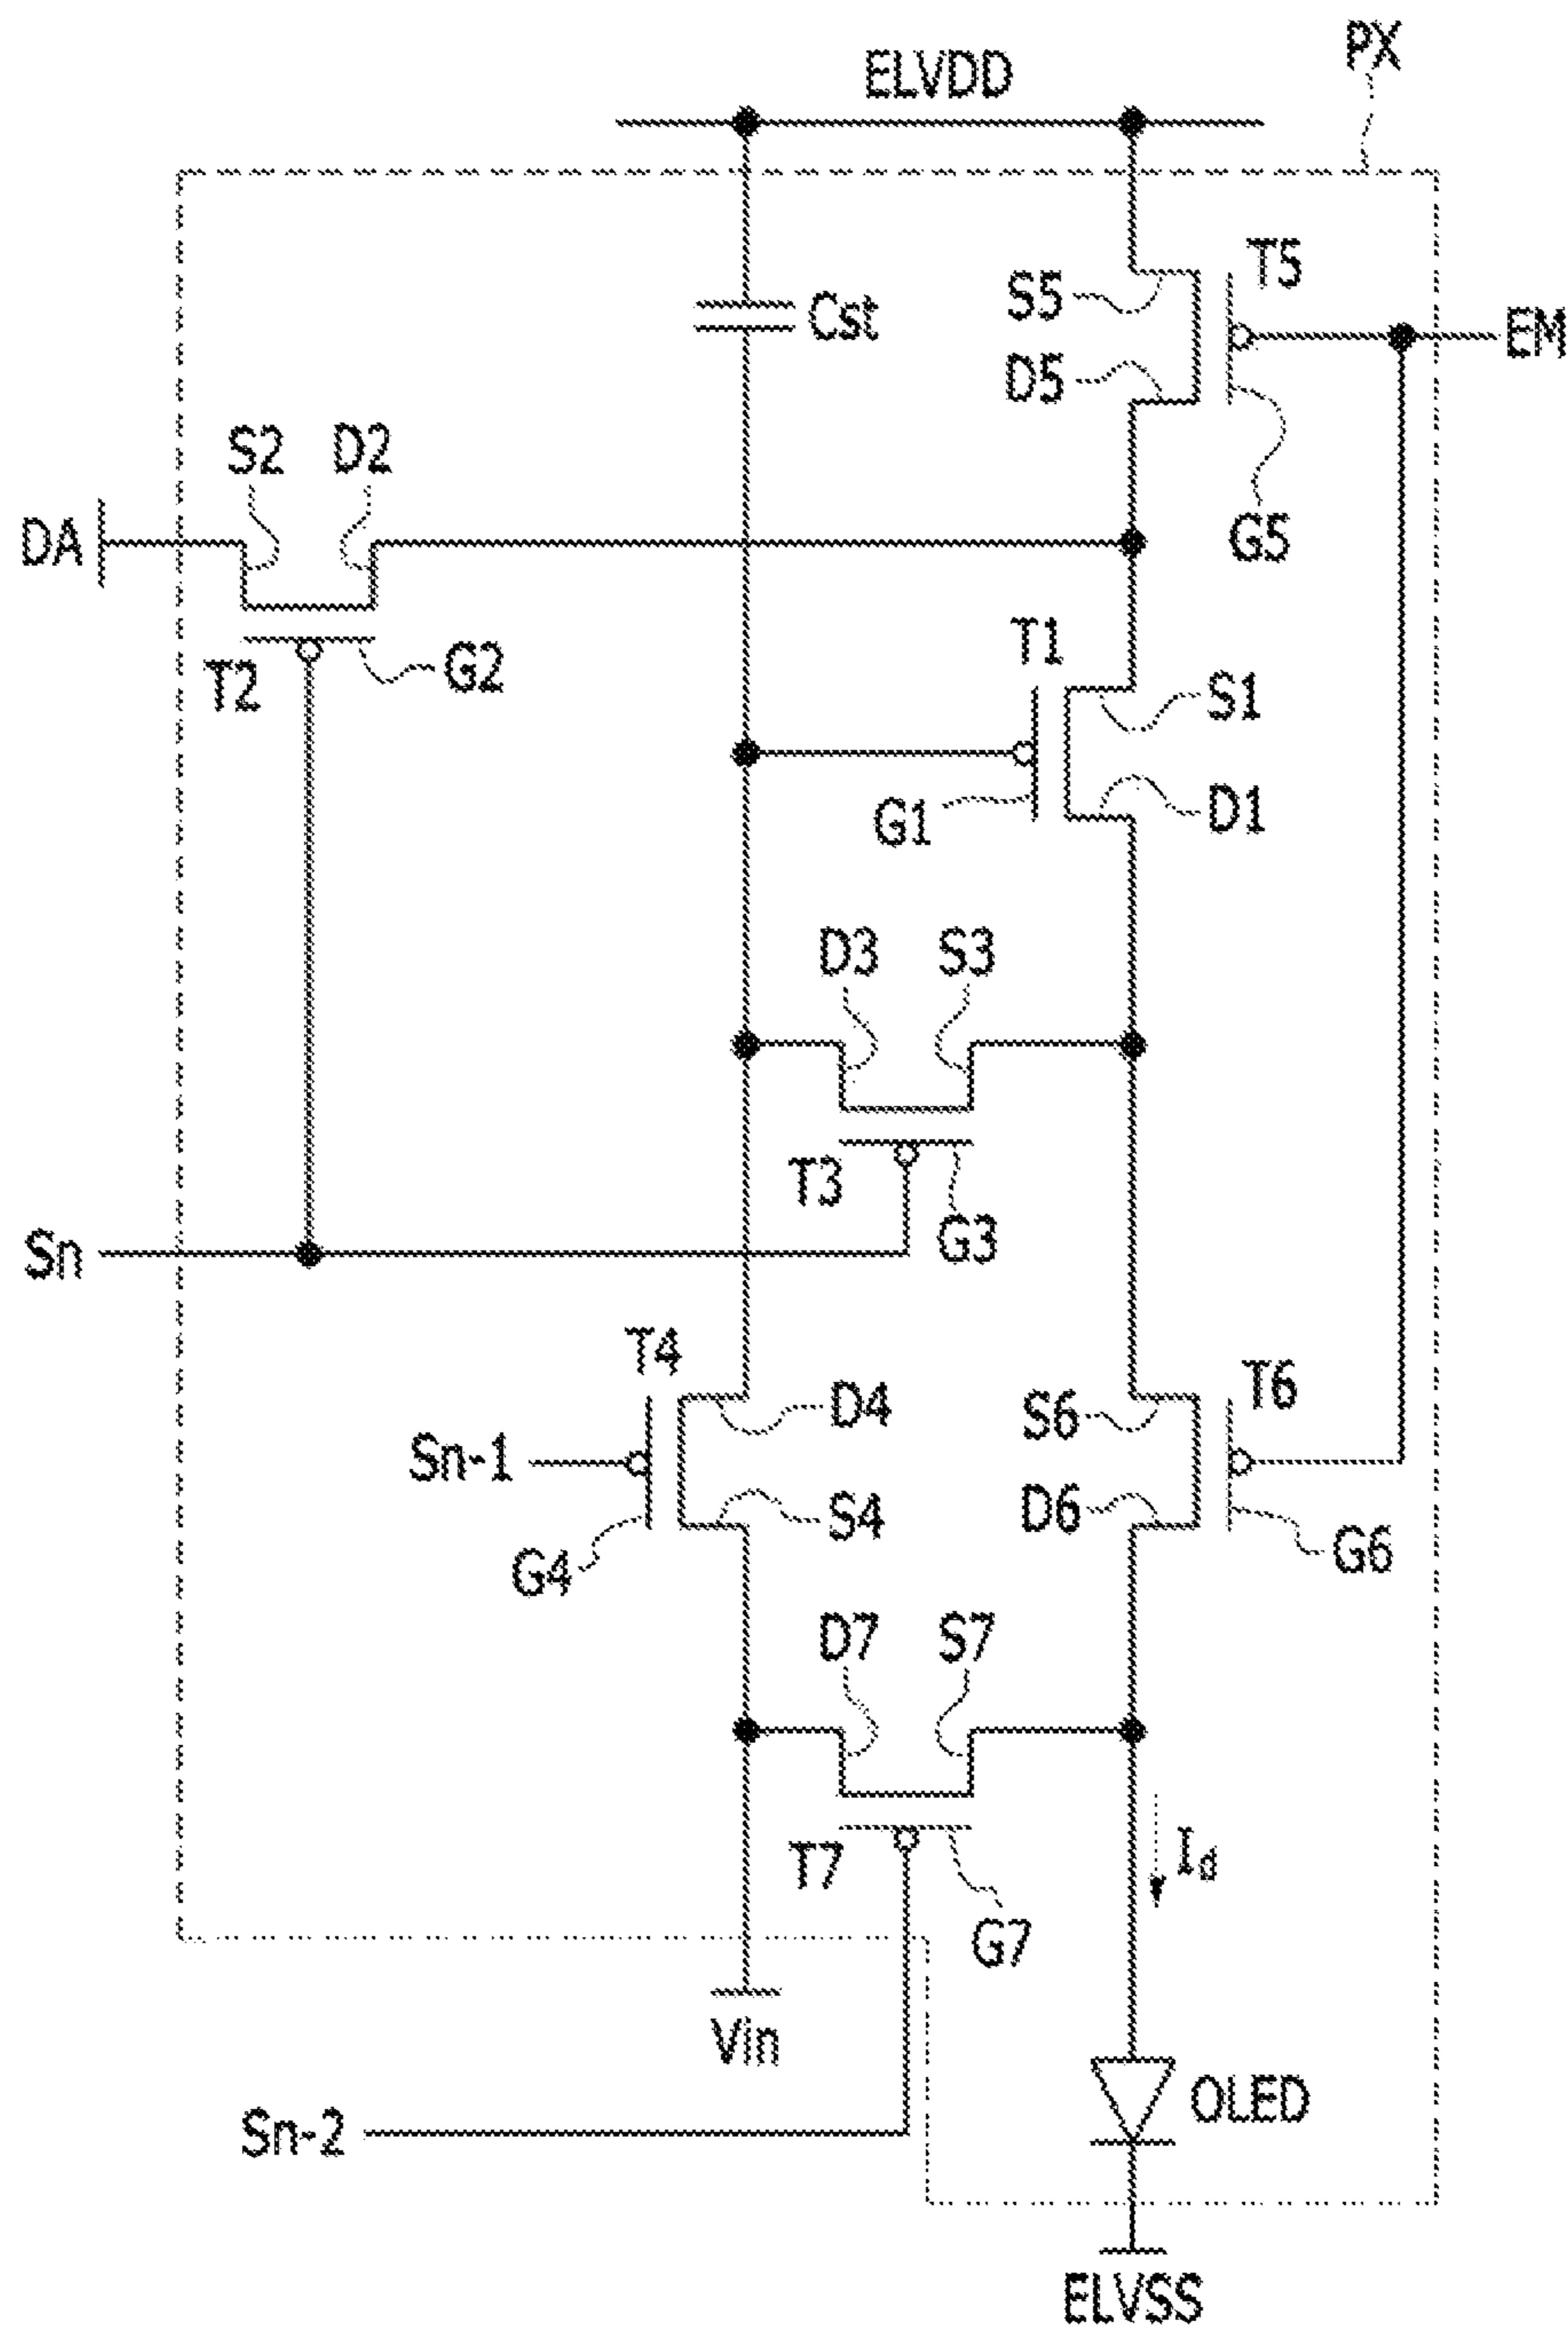 PX
ELVDD
T5
S5
Cst
EM
D5
S2 D2
G5
DA
T1
G2
T2
S1
G1
D1
D3 S3
T3
G3
Sn
T4
T6
D4
S6
Sn-1
S4
D6
G4
G6
D7 S7
T7
Id
G7
Vin
OLED
Sn-2
ELVSS